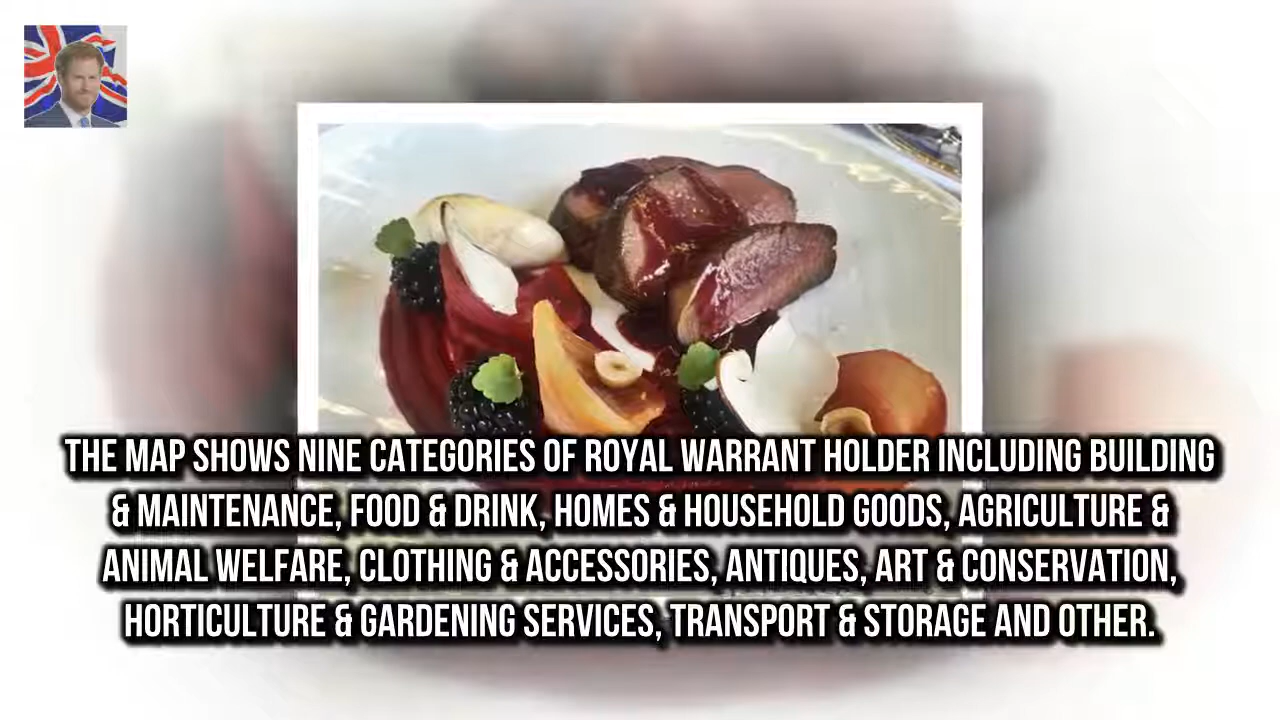 THE MAP SHOWS NINE CATEGORIES OF ROYAL WARRANT HOLDER INCLUDING BUILDING
& MAINTENANCE, FOOD & DRINK, HOMES & HOUSEHOLD GOODS, AGRICULTURE &
ANIMAL WELFARE, CLOTHING & ACCESSORIES, ANTIQUES, ART & CONSERVATION,
HORTICULTURE & GARDENING SERVICES, TRANSPORT & STORAGE AND OTHER.